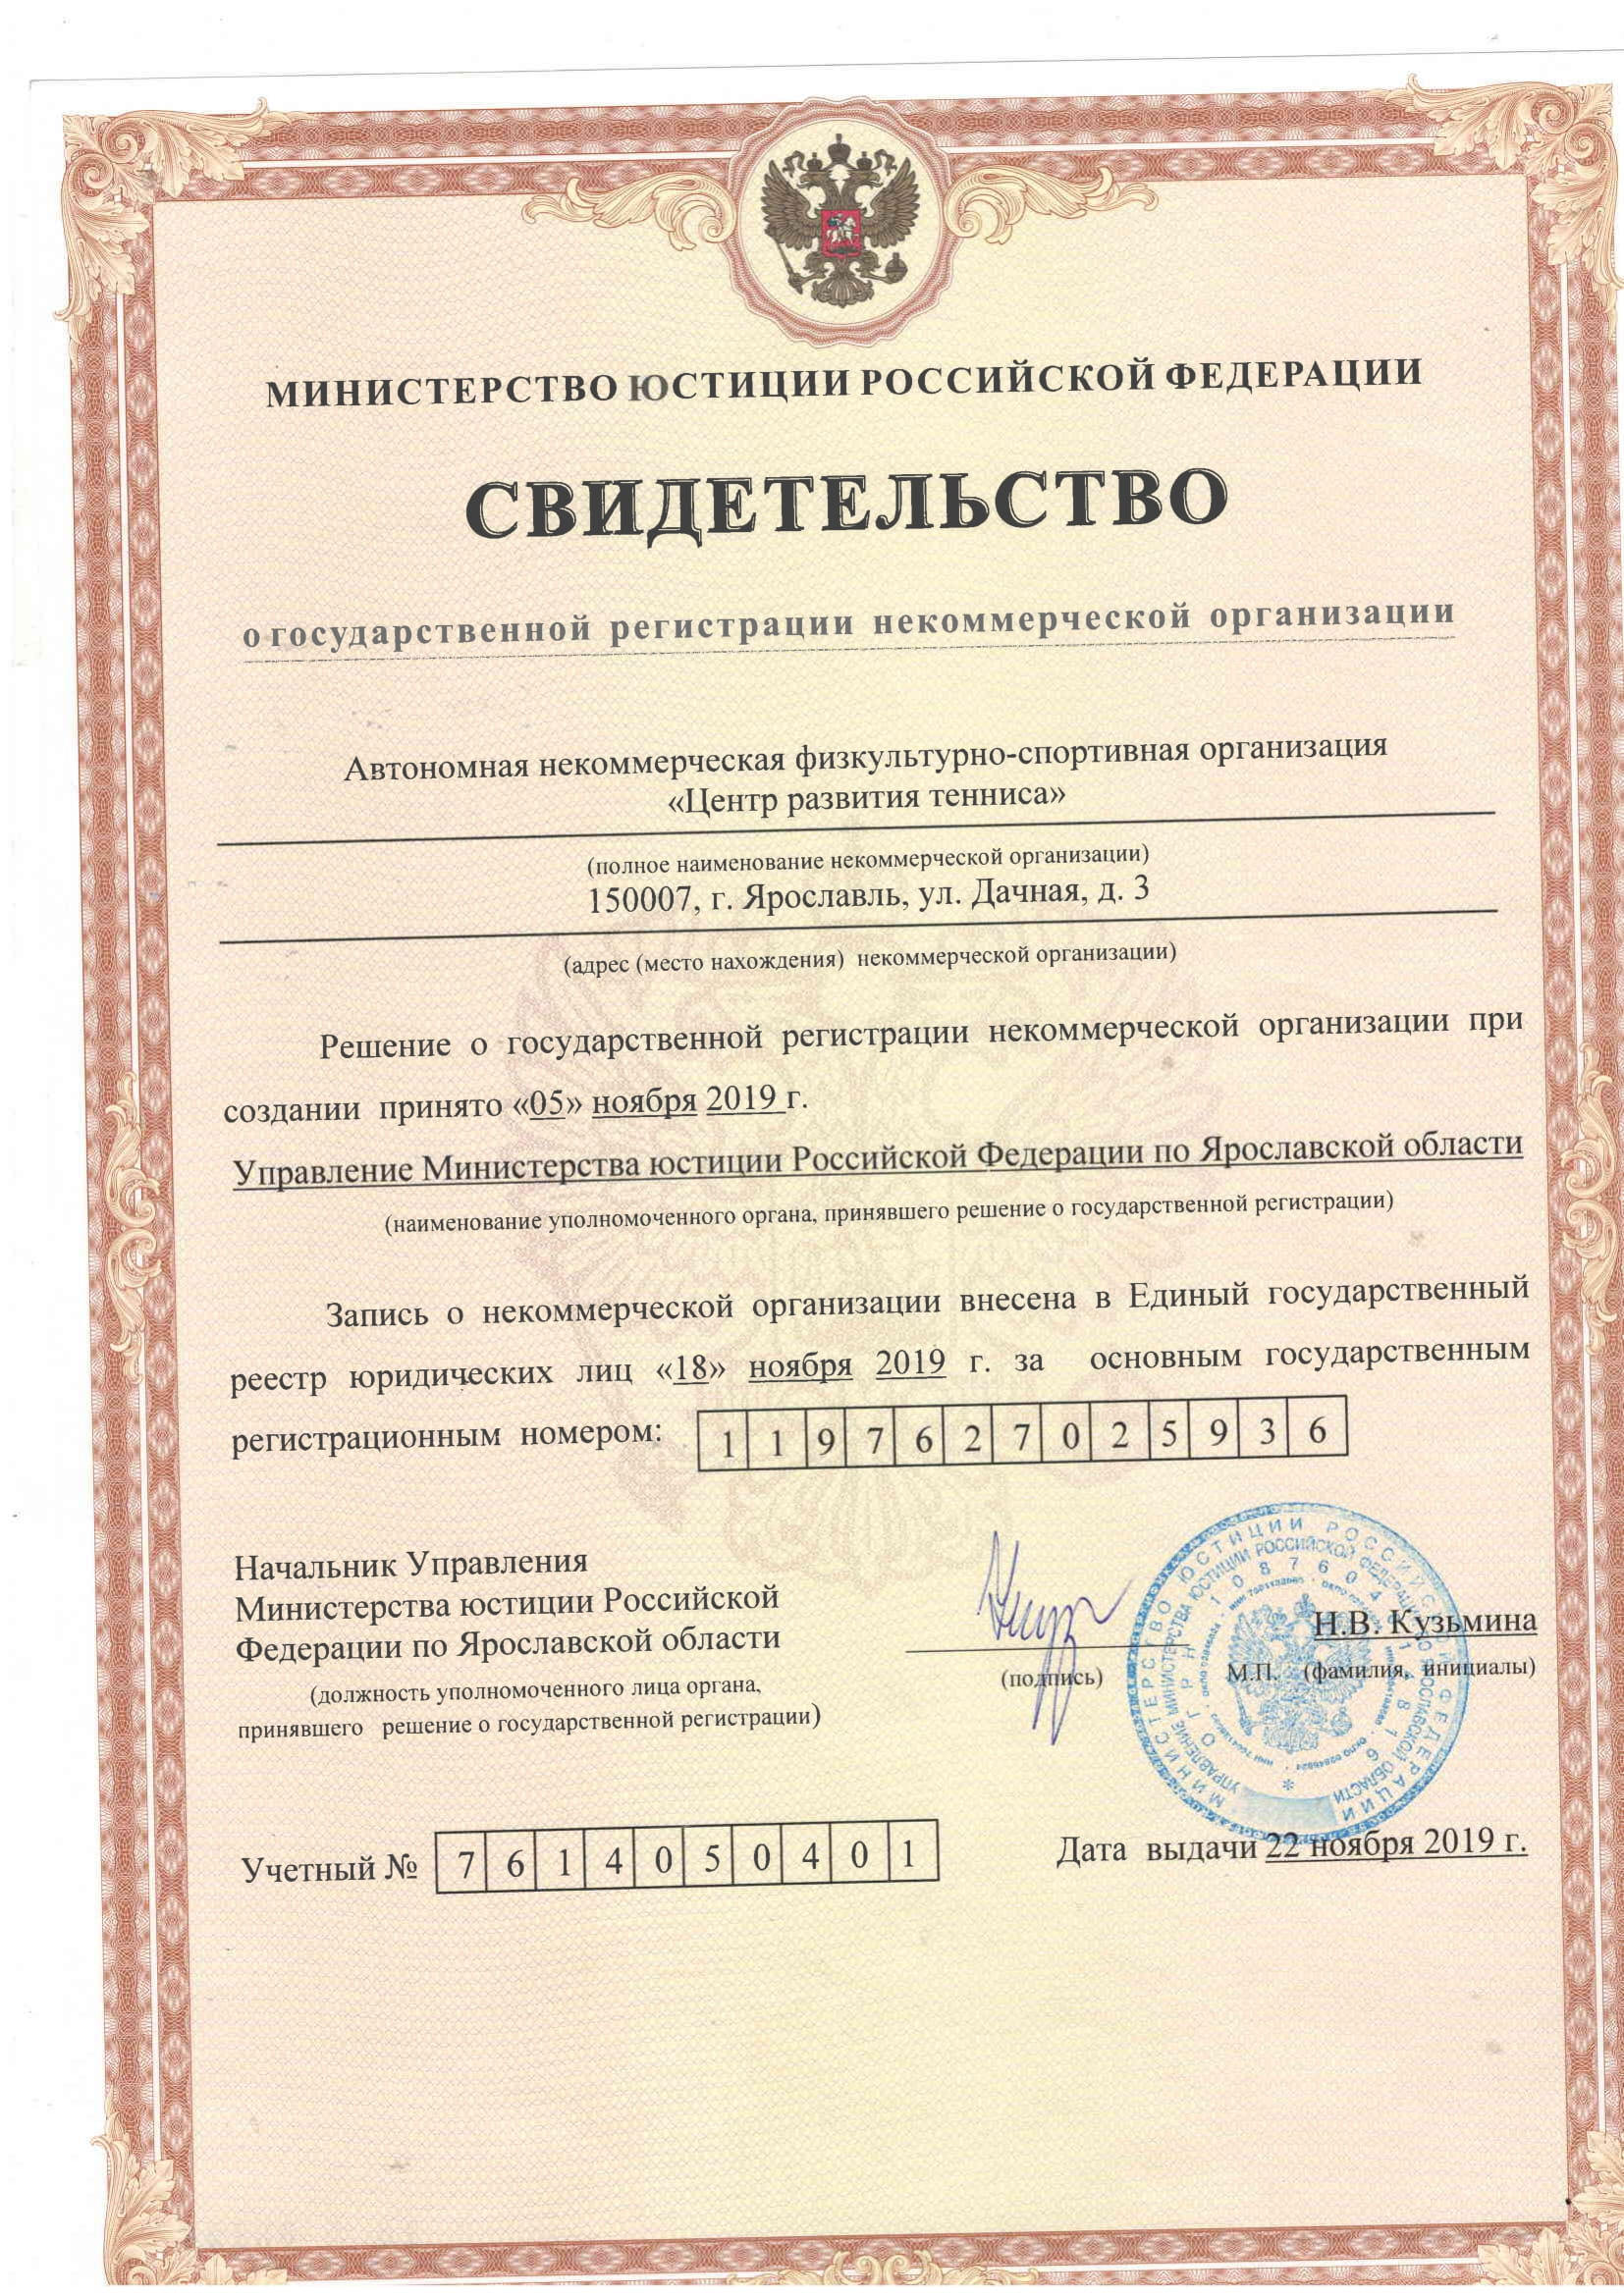 МИНИСТЕРСТВО ЮСТИЦИИ РОССИЙСКОЙ ФЕДЕРАЦИИ
СВИДЕТЕЛЬСТВО
о государственной регистрации некоммерческой организации
Автономная некоммерческая физкультурно-спортивная организация
«Центр развития тенниса»
(полное наименование некоммерческой организации)
150007, г. Ярославль, ул. Дачная, д. 3
(адрес (место нахождения) некоммерческой организации)
Решение о государственной регистрации некоммерческой организации при
создании принято «05» ноября 2019 г.
Управление Министерства юстиции Российской Федерации по Ярославской области
(наименование уполномоченного органа, принявшего решение о государственной регистрации)
Запись о некоммерческой организации внесена в Единый государственный
реестр юридических лиц «18» ноября 2019 г. за основным государственным
регистрационным номером: 1 1 9 7 6 2 7 0 2 5 9 3 6
Начальник Управления
Министерства юстиции Российской
Федерации по Ярославской области
(должность уполномоченного лица органа,
принявшего решение о государственной регистрации)
(подпись)
Н.В. Кузьмина
М.П. (фамилия, инициалы)
МИНИСТЕРСТВО ЮСТИЦИИ РОССИЙСКОЙ ФЕДЕРАЦИИ
УПРАВЛЕНИЕ МИНИСТЕРСТВА ЮСТИЦИИ РОССИЙСКОЙ ФЕДЕРАЦИИ ПО ЯРОСЛАВСКОЙ ОБЛАСТИ
Учетный № 7 6 1 4 0 5 0 4 0 1
Дата выдачи 22 ноября 2019 г.